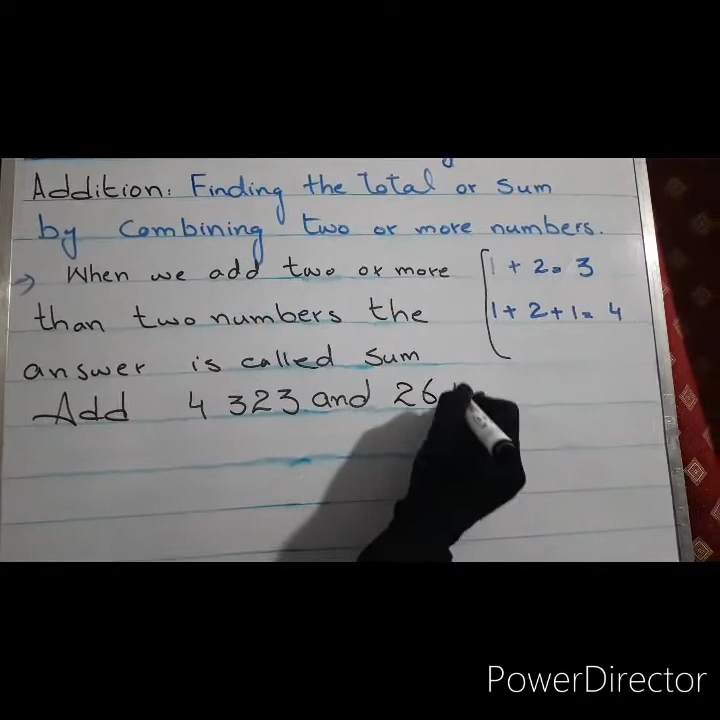 Addition: Finding the Total or Sum
by Combining two or more numbers.
→ When we add two or more
than two numbers the
answer is called Sum
1 + 2 = 3
1 + 2 + 1 = 4
Add 4 323 and 26
PowerDirector